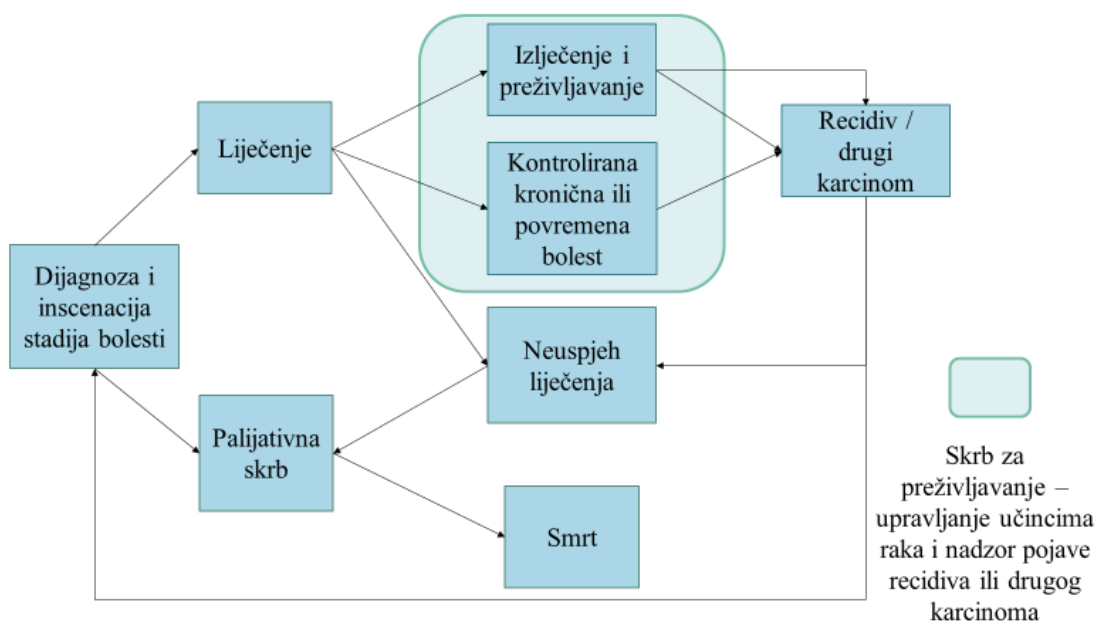 Izlječenje i
preživljavanje
Liječenje
Recidiv /
drugi
karcinom
Kontrolirana
kronična ili
povremena
bolest
Dijagnoza i
inscenacija
stadija bolesti
Neuspjeh
liječenja
Palijativna
skrb
Smrt
Skrb za
preživljavanje –
upravljanje učincima
raka i nadzor pojave
recidiva ili drugog
karcinoma